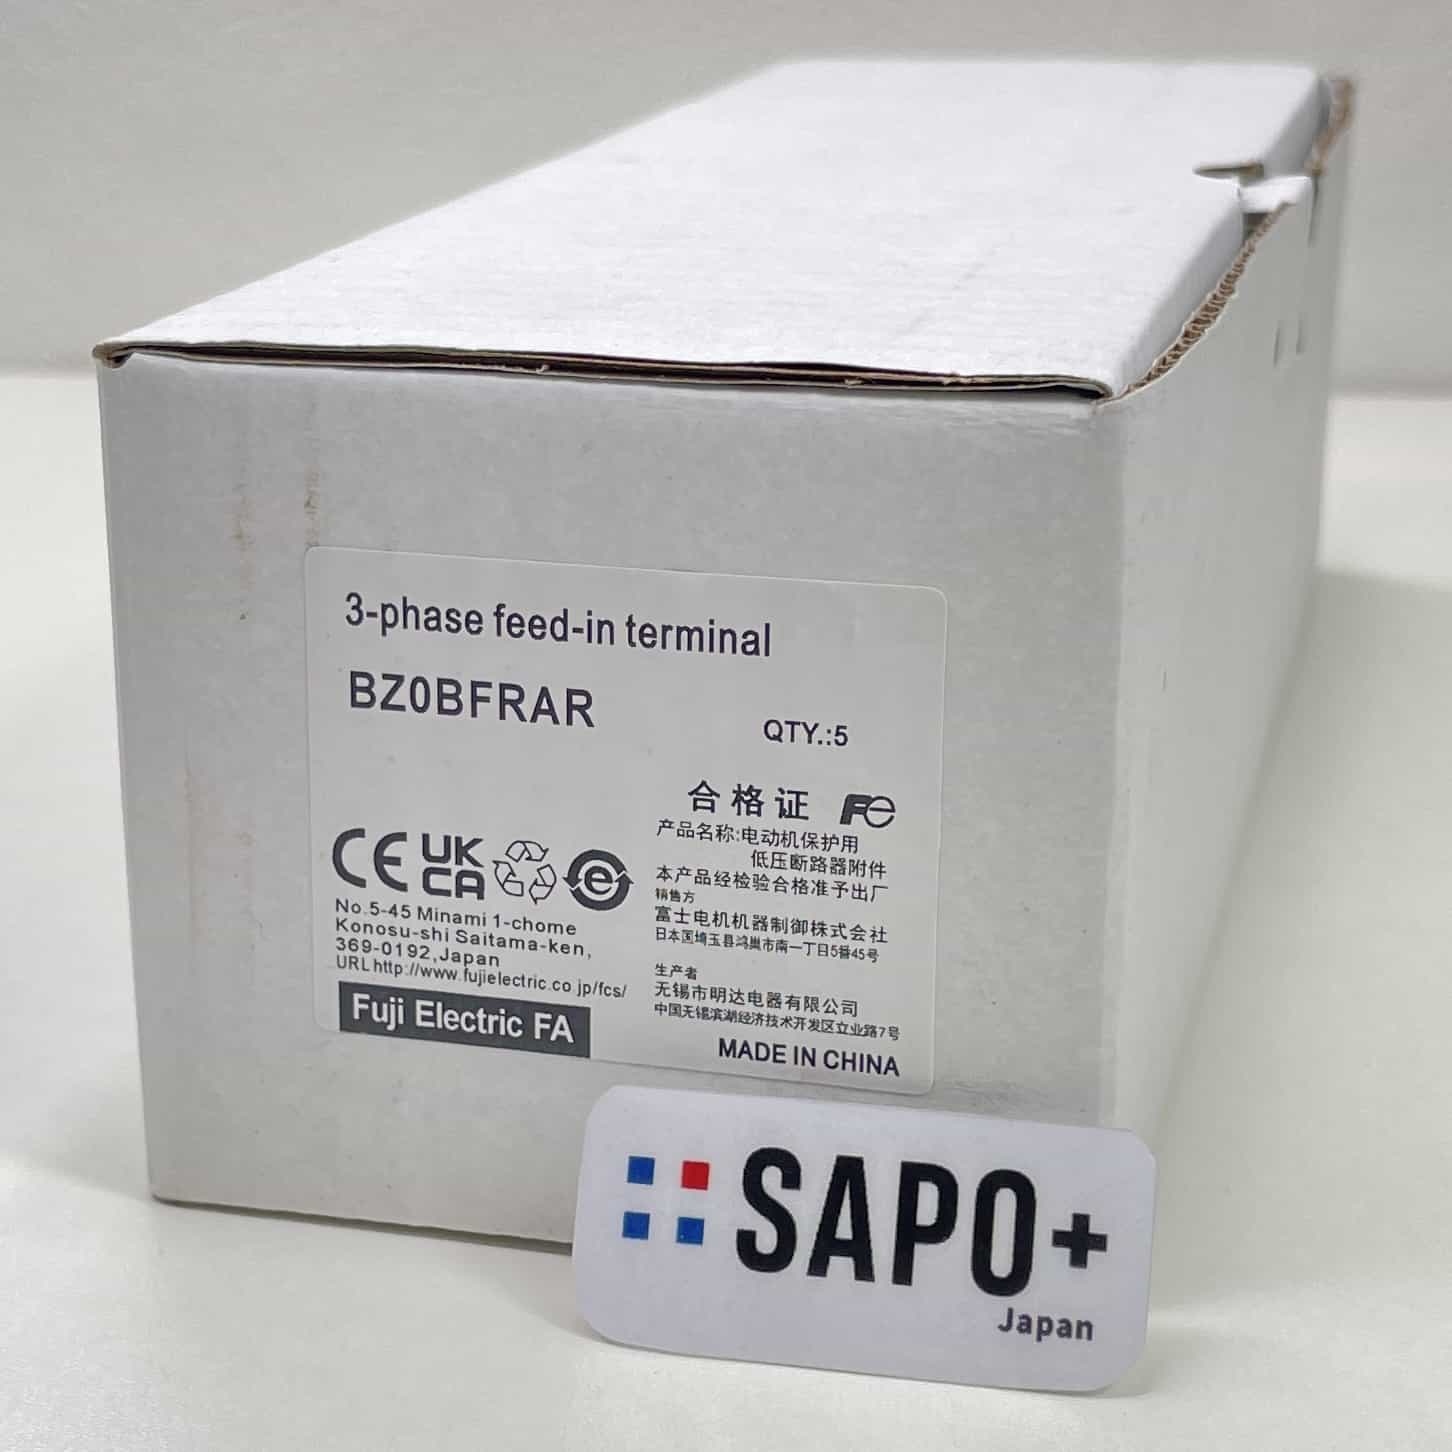 3-phase feed-in terminal
BZ0BFRAR
QTY.:5
合格证 Fe
产品名称:电动机保护用
低压断路器附件
本产品经检验合格准予出厂
销售方
富士电机机器制御株式会社
日本国埼玉县鸿巢市南一丁目5番45号
生产者
无锡市明达电器有限公司
中国无锡滨湖经济技术开发区立业路7号
MADE IN CHINA
CE UK CA e
No.5-45 Minami 1-chome
Konosu-shi Saitama-ken,
369-0192,Japan
URL http://www.fujielectric.co.jp/fcs/
Fuji Electric FA
SAPO+
Japan